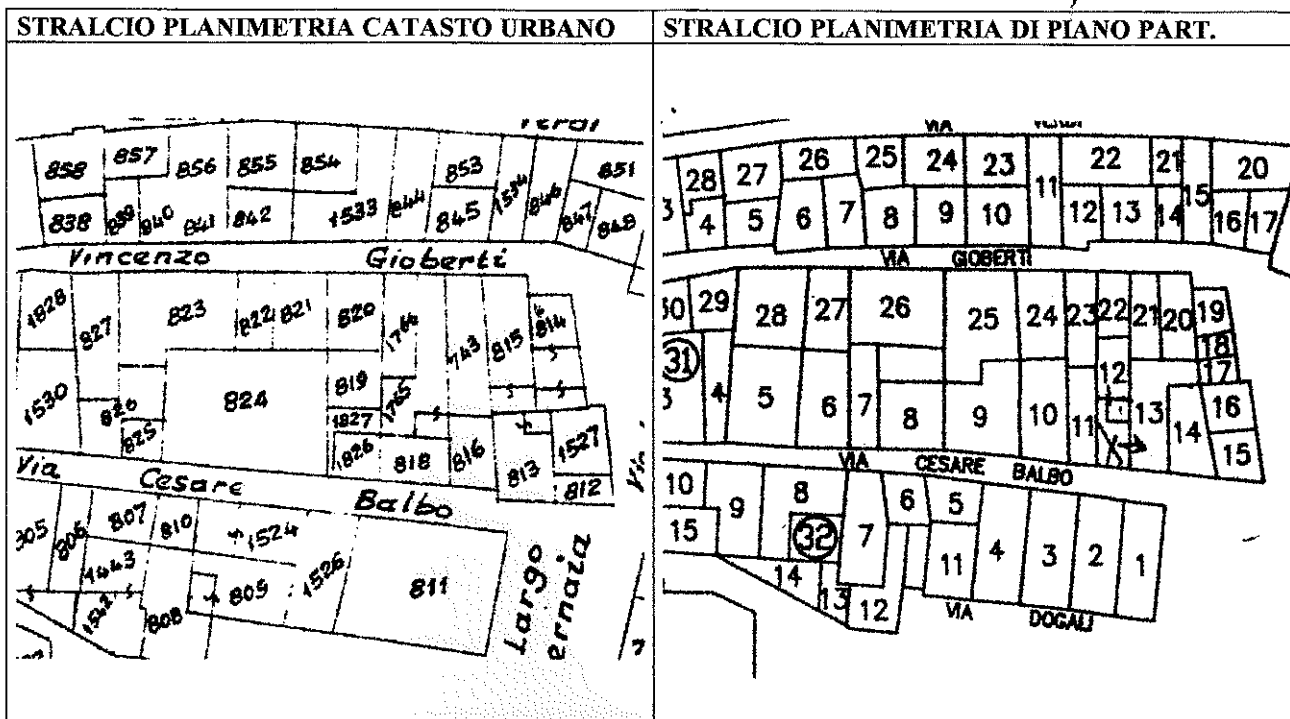 STRALCIO PLANIMETRIA CATASTO URBANO
858 857 856 855 854 853 851
838 839 840 841 842 1533 844 845 1534 846 847 848
Vincenzo Gioberti
1828 827 823 822 821 820 1764 743 815 814
1530 826 825 824 819 1827 1826 1765 818 816 813 1527 812
Via Cesare Balbo
305 806 807 810 1524
1443 1542 808 809 1526 811
Largo
ernaia
STRALCIO PLANIMETRIA DI PIANO PART.
VIA VERDI
28 27 26 25 24 23 11 22 21 15 20
3 4 5 6 7 8 9 10 12 13 14 16 17
VIA GIOBERTI
30 29 28 27 26 25 24 23 22 21 20 19
18
17
31 3 4 5 6 7 8 9 10 11 12 13 14 16
15
VIA CESARE BALBO
10 9 8 7 6 5 4 3 2 1
15 32 14 13 12 11
VIA DOGALI